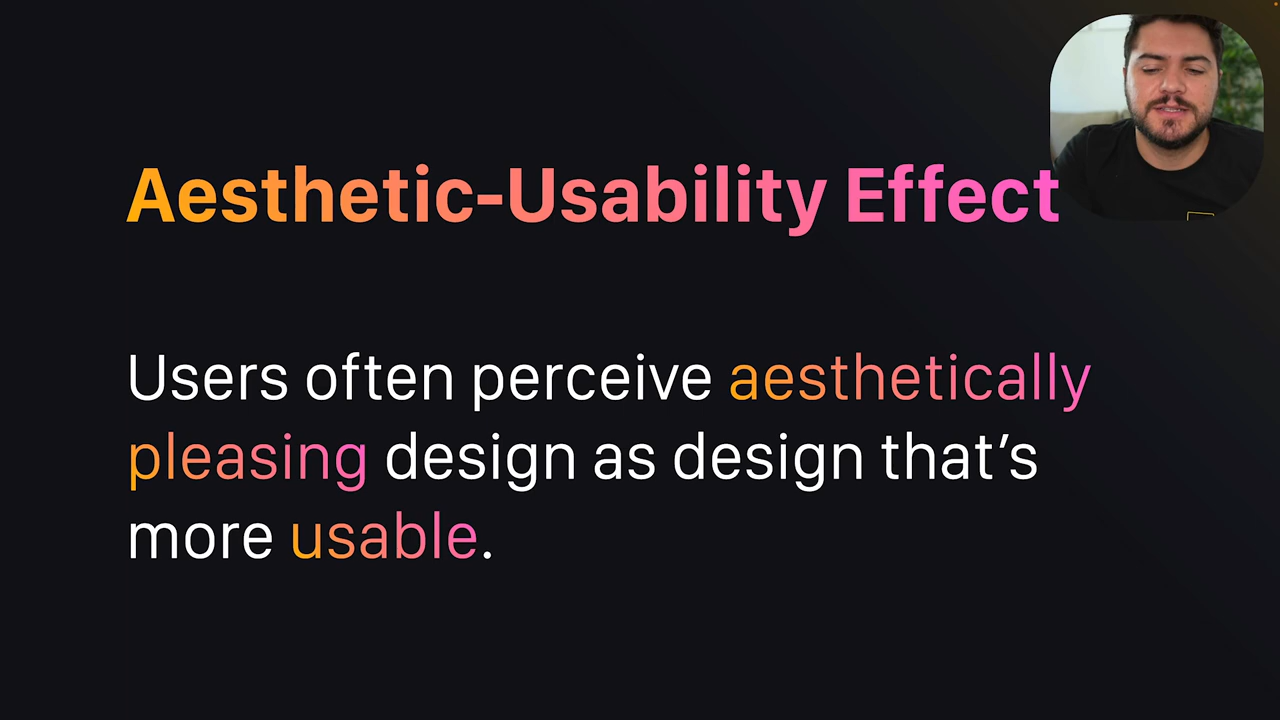 Aesthetic-Usability Effect
Users often perceive aesthetically
pleasing design as design that’s
more usable.